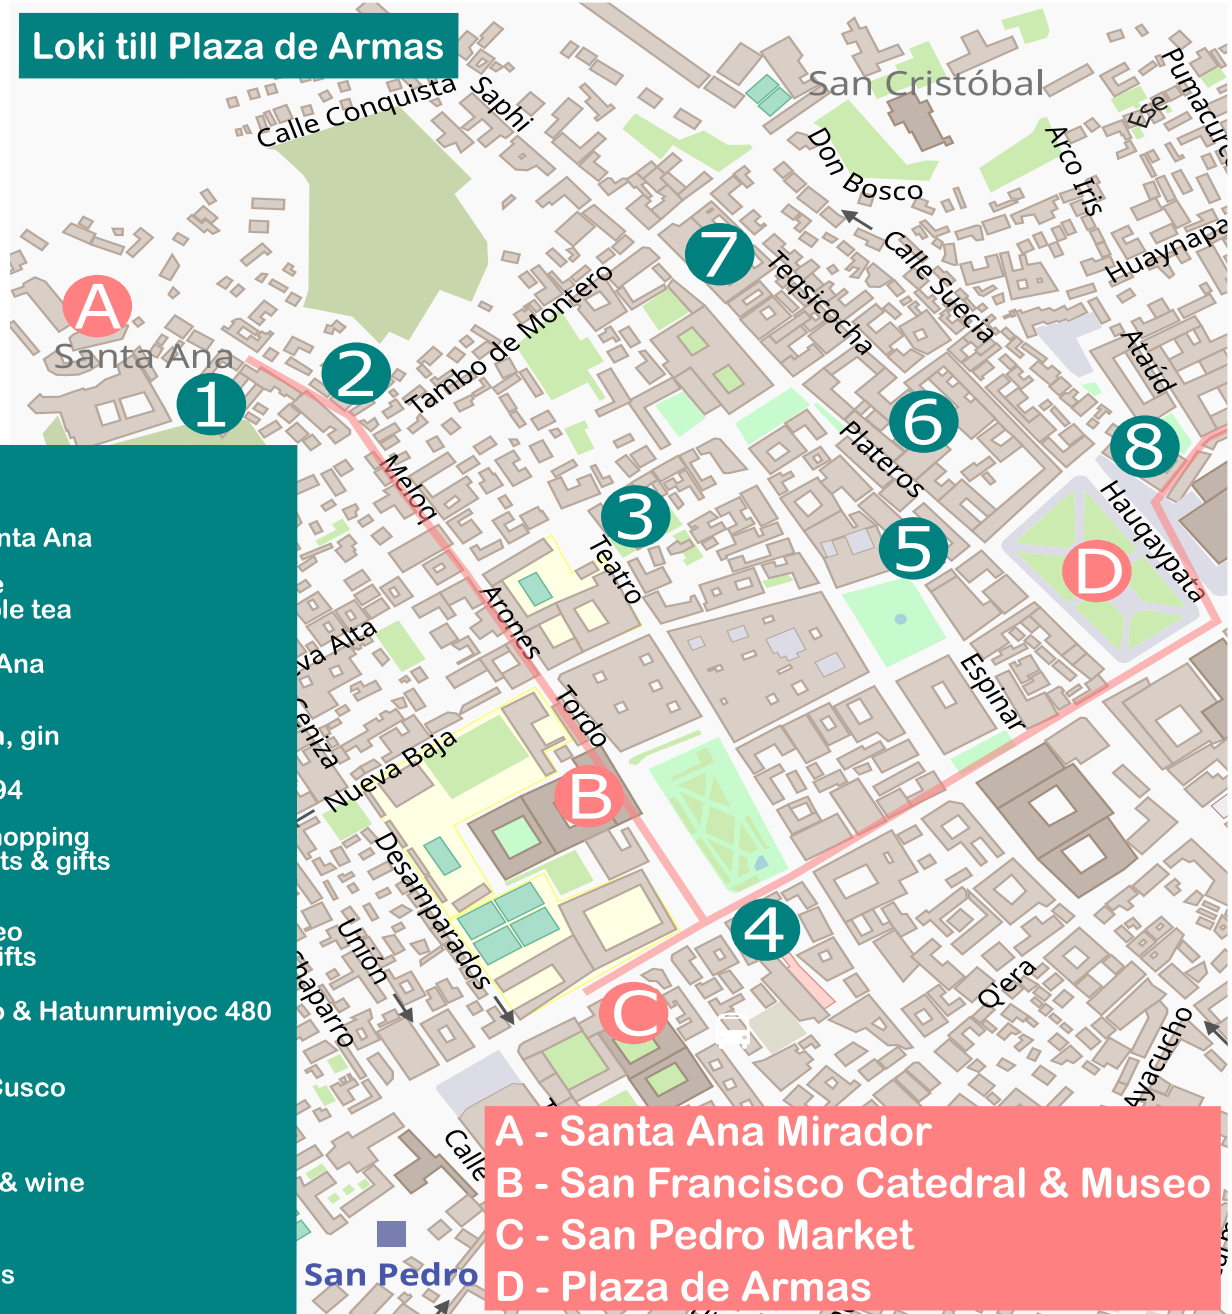 Loki till Plaza de Armas
San Cristóbal
Saphi
Calle Conquista
Pumacurc
Ese
Don Bosco
Arco Iris
Calle Suecia
Huaynapa
Teqsicocha
Tambo de Montero
Ataúd
A
Santa Ana
7
2
1
6
8
Plateros
Meloq
Hauqaypata
3
5
D
Teatro
Arones
va Alta
Espinar
Tordo
Ceniza
Nueva Baja
B
Desamparados
4
Unión
Q'era
chaparro
C
Ayacucho
Calle
San Pedro
nta Ana
e
le tea
Ana
, gin
94
hopping
ts & gifts
eo
ifts
o & Hatunrumiyoc 480
Cusco
& wine
s
A - Santa Ana Mirador
B - San Francisco Catedral & Museo
C - San Pedro Market
D - Plaza de Armas